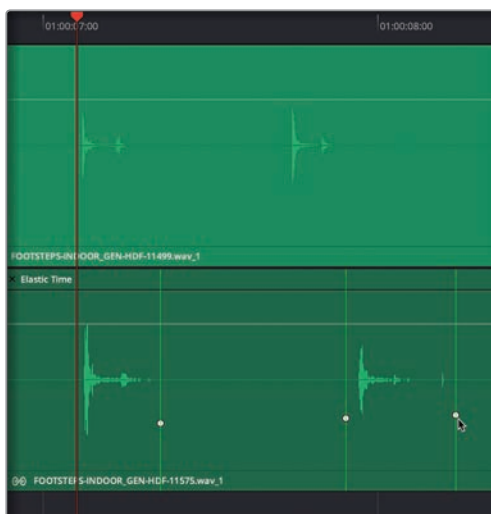 01:00:07:00
01:00:08:00
FOOTSTEPS-INDOOR_GEN-HDF-11499.wav_1
× Elastic Time
FOOTSTEPS-INDOOR_GEN-HDF-11575.wav_1